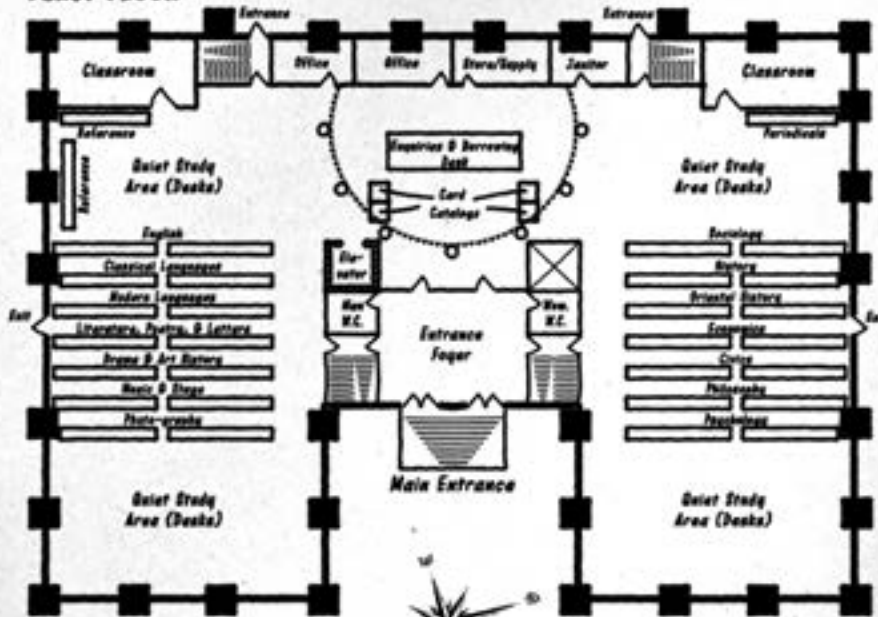 Entrance
Entrance
Classroom
Office
Office
Store/Supply
Janitor
Classroom
Reference
Periodicals
Enquiries & Borrowing
Desk
Quiet Study
Area (Desks)
Reference
Quiet Study
Area (Desks)
Card
Catalogs
English
Sociology
Ele-
vator
Classical Languages
History
Modern Languages
Men
W.C.
Wom.
W.C.
Oriental History
Exit
Literature, Poetry, & Letters
Entrance
Foyer
Economics
Drama & Art History
Civics
Music & Stage
Philosophy
Photography
Psychology
Main Entrance
Quiet Study
Area (Desks)
Quiet Study
Area (Desks)